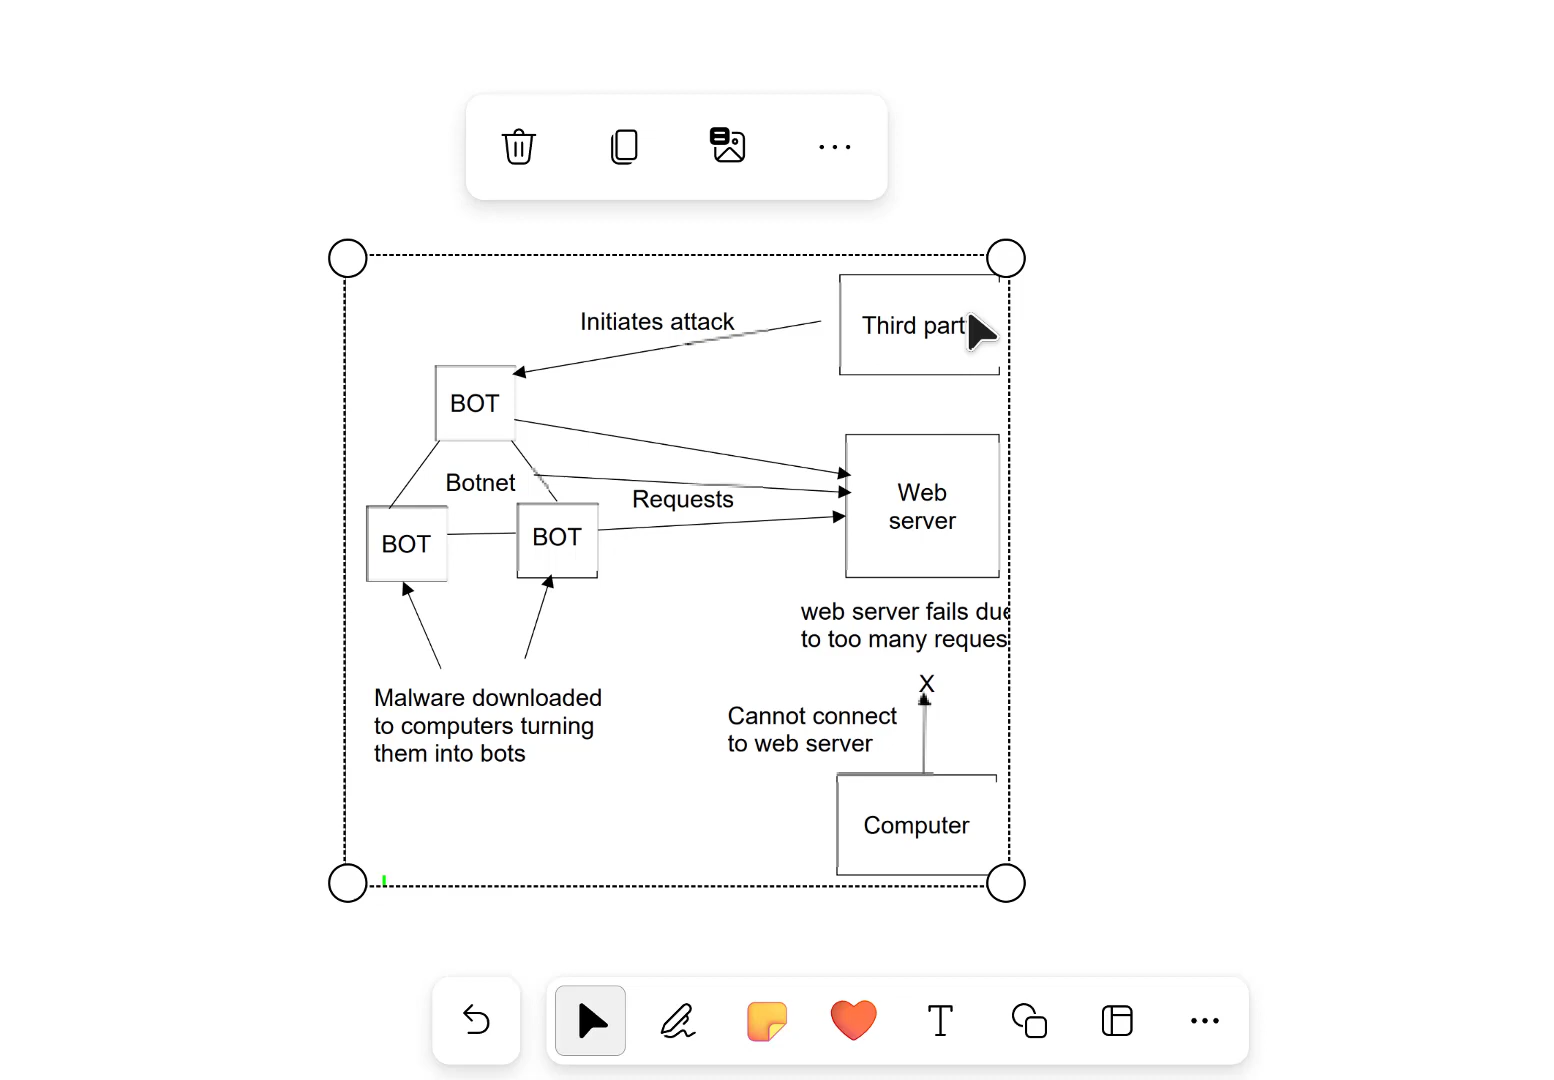 Initiates attack
Third part
BOT
Botnet
Requests
BOT
BOT
Web
server
web server fails due
to too many reques
X
Malware downloaded
to computers turning
them into bots
Cannot connect
to web server
Computer
T